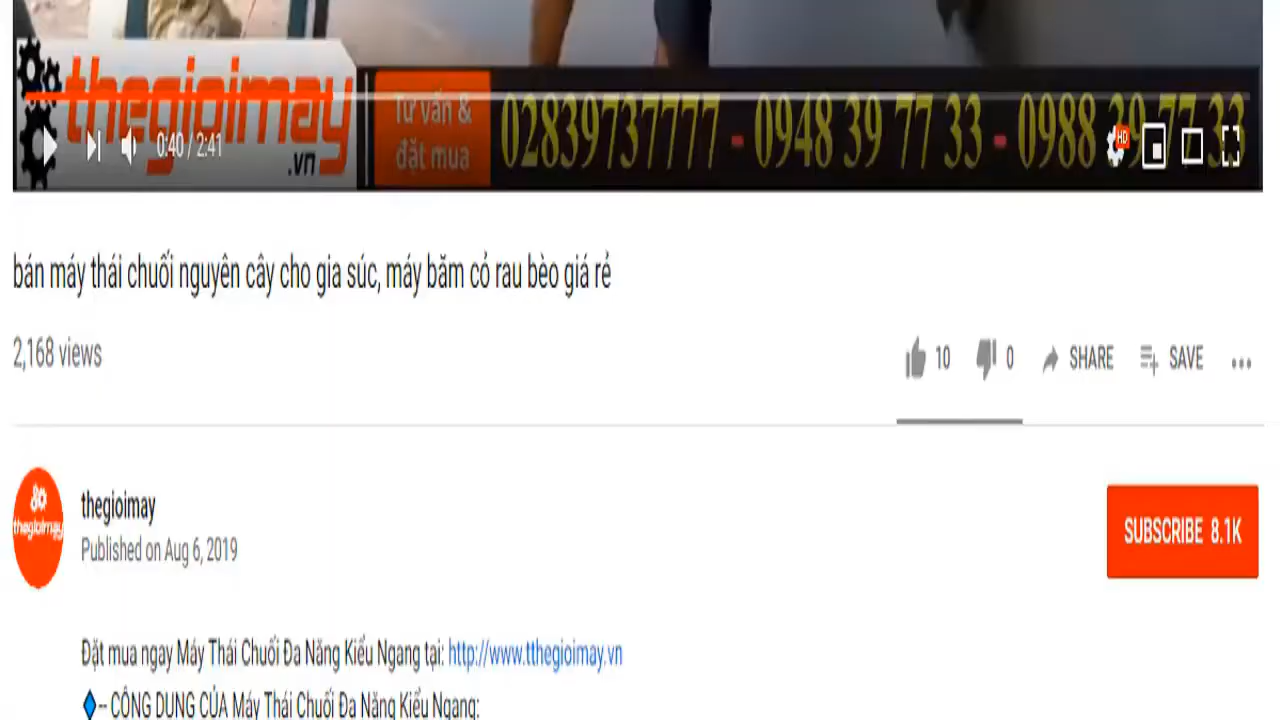 thegioimay
.vn
Tư vấn &
đặt mua
02839737777 - 0948 39 77 33 - 0988 39 77 33
HD
0:40 / 2:41
bán máy thái chuối nguyên cây cho gia súc, máy băm cỏ rau bèo giá rẻ
2,168 views
10 0 SHARE SAVE
thegioimay
thegioimay
Published on Aug 6, 2019
SUBSCRIBE 8.1K
Đặt mua ngay Máy Thái Chuối Đa Năng Kiểu Ngang tại: http://www.tthegioimay.vn
-- CÔNG DỤNG CỦA Máy Thái Chuối Đa Năng Kiểu Ngang: